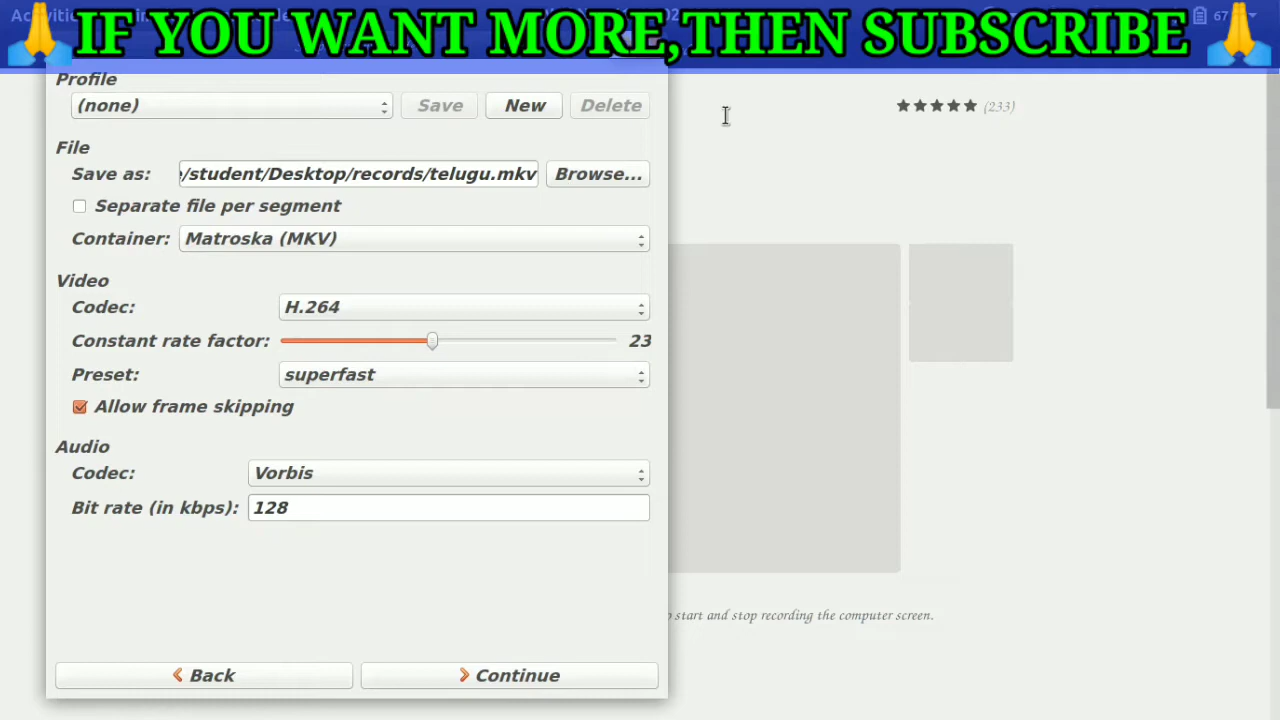 Activities
67
🙏IF YOU WANT MORE,THEN SUBSCRIBE🙏
Profile
(none) Save New Delete
(233)
File
Save as: /student/Desktop/records/telugu.mkv Browse...
Separate file per segment
Container: Matroska (MKV)
Video
Codec: H.264
Constant rate factor: 23
Preset: superfast
Allow frame skipping
Audio
Codec: Vorbis
Bit rate (in kbps): 128
start and stop recording the computer screen.
Back Continue